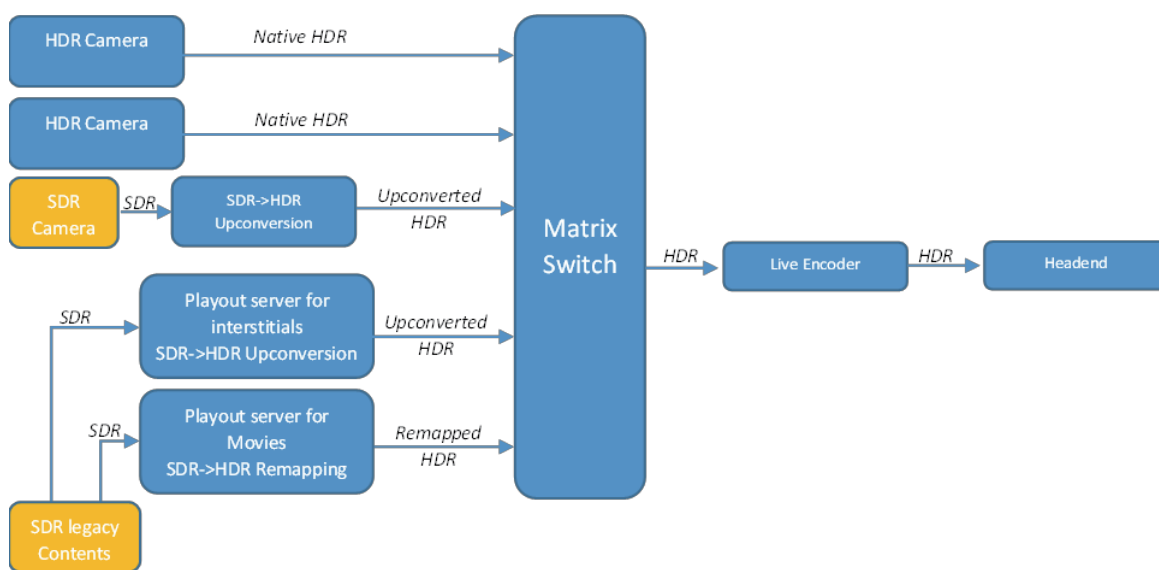 HDR Camera
Native HDR
HDR Camera
Native HDR
SDR
Camera
SDR
SDR->HDR
Upconversion
Upconverted
HDR
Matrix
Switch
HDR
Live Encoder
HDR
Headend
SDR
Playout server for
interstitials
SDR->HDR Upconversion
Upconverted
HDR
SDR
Playout server for
Movies
SDR->HDR Remapping
Remapped
HDR
SDR legacy
Contents